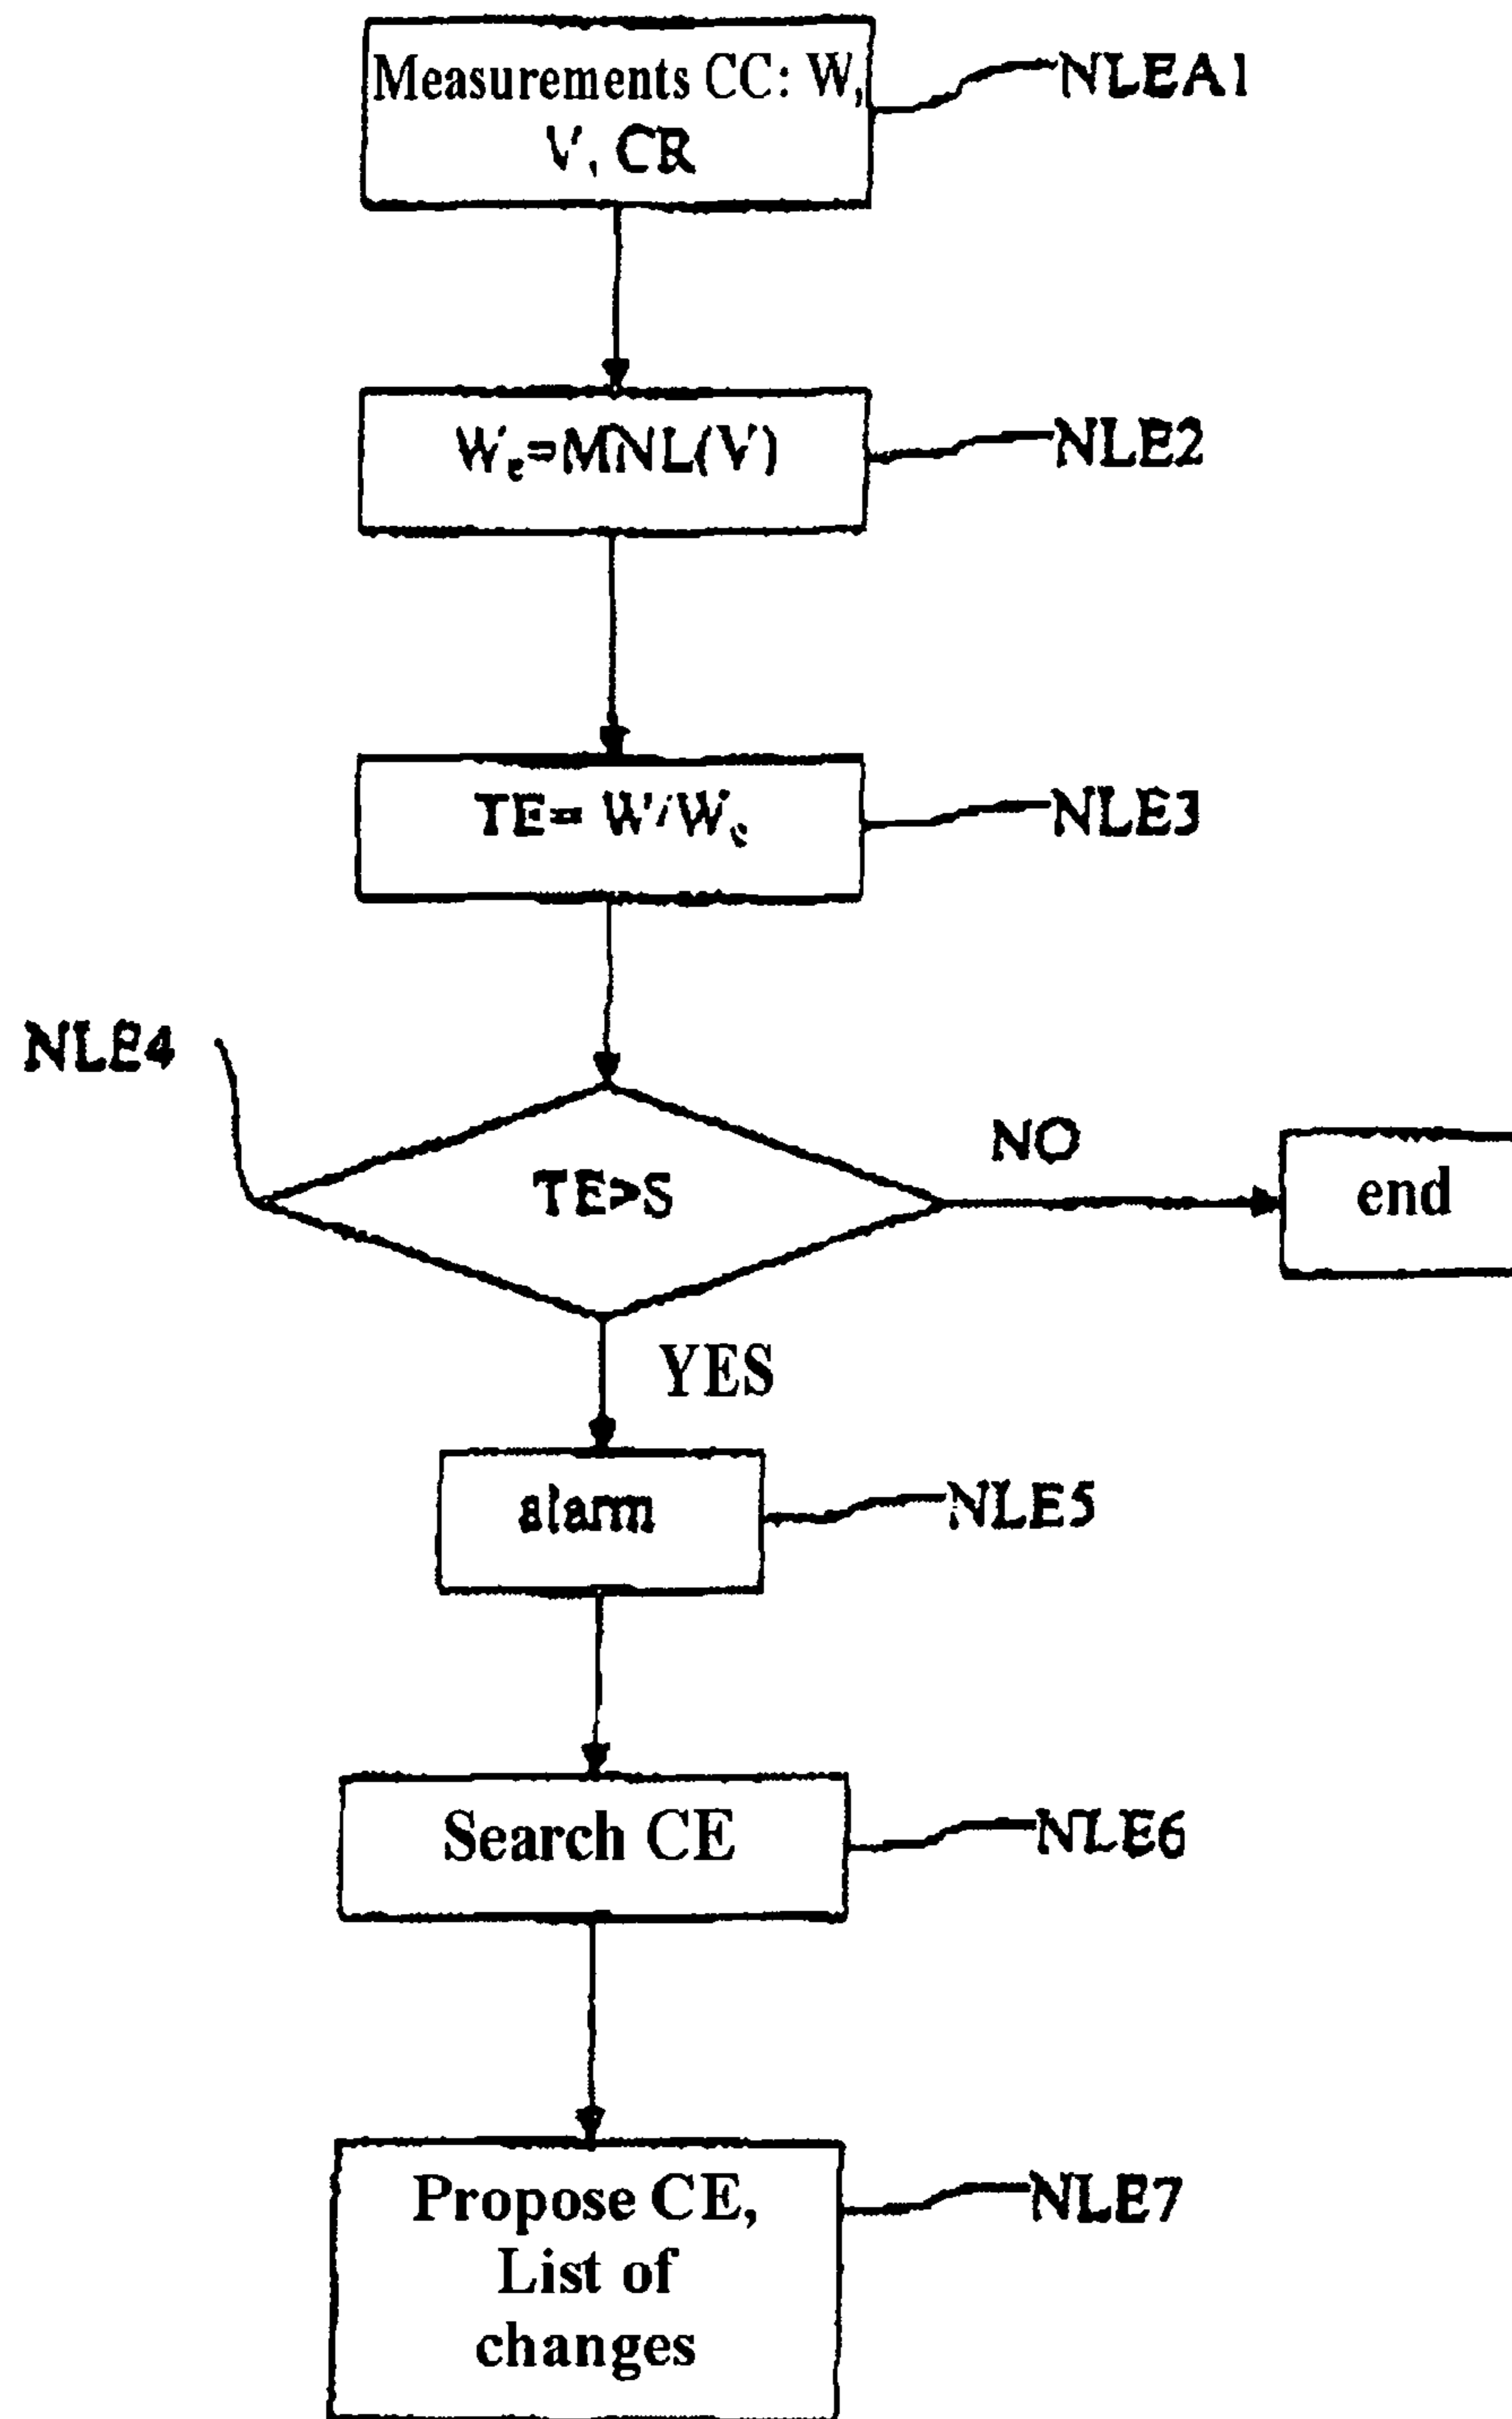 Measurements CC: W,
V, CR
NLEA1
We=MNL(V)
NLE2
TE= W/We
NLE3
NLE4
TE>S
NO
end
YES
alarm
NLE5
Search CE
NLE6
Propose CE,
List of
changes
NLE7